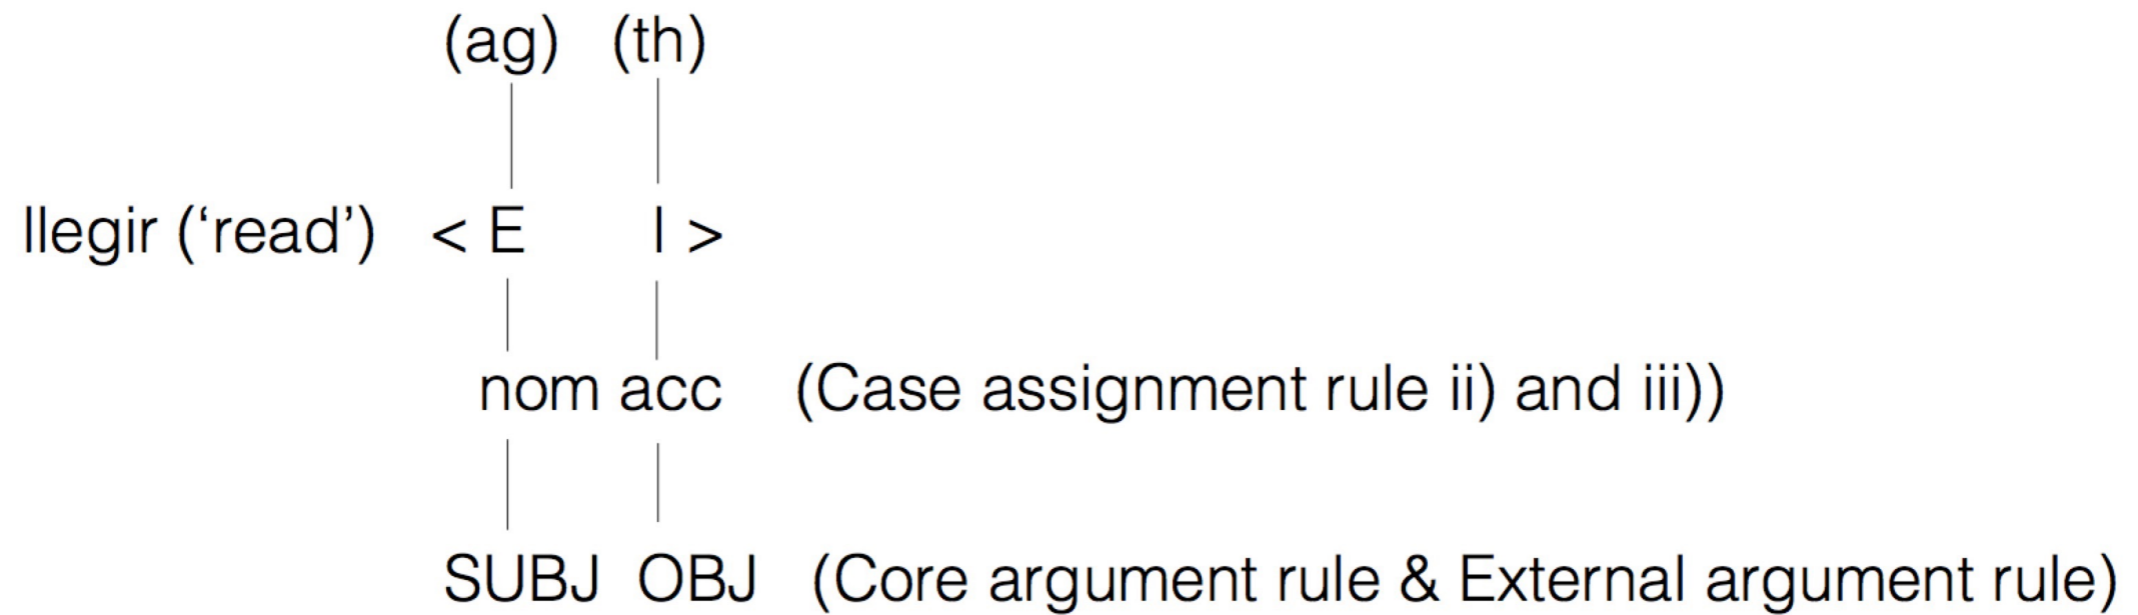 (ag) (th)
llegir (‘read’) < E I >
nom acc (Case assignment rule ii) and iii))
SUBJ OBJ (Core argument rule & External argument rule)